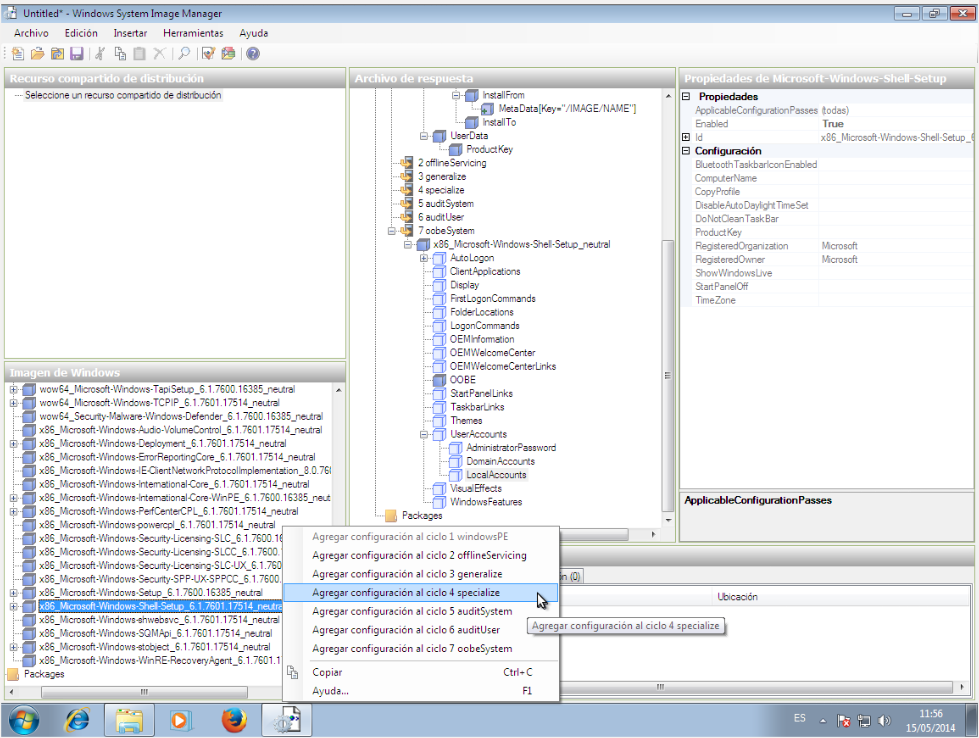 Untitled* - Windows System Image Manager
Archivo Edición Insertar Herramientas Ayuda
Recurso compartido de distribución
Seleccione un recurso compartido de distribución
Archivo de respuesta
InstallFrom
MetaData[Key="/IMAGE/NAME"]
InstallTo
UserData
ProductKey
2 offlineServicing
3 generalize
4 specialize
5 auditSystem
6 auditUser
7 oobeSystem
x86_Microsoft-Windows-Shell-Setup_neutral
AutoLogon
ClientApplications
Display
FirstLogonCommands
FolderLocations
LogonCommands
OEMInformation
OEMWelcomeCenter
OEMWelcomeCenterLinks
OOBE
StartPanelLinks
TaskbarLinks
Themes
UserAccounts
AdministratorPassword
DomainAccounts
LocalAccounts
VisualEffects
WindowsFeatures
Packages
Propiedades de Microsoft-Windows-Shell-Setup
Propiedades
ApplicableConfigurationPasses (todas)
Enabled True
Id x86_Microsoft-Windows-Shell-Setup_
Configuración
BluetoothTaskbarIconEnabled
ComputerName
CopyProfile
DisableAutoDaylightTimeSet
DoNotCleanTaskBar
ProductKey
RegisteredOrganization Microsoft
RegisteredOwner Microsoft
ShowWindowsLive
StartPanelOff
TimeZone
ApplicableConfigurationPasses
Imagen de Windows
wow64_Microsoft-Windows-TapiSetup_6.1.7600.16385_neutral
wow64_Microsoft-Windows-TCPIP_6.1.7601.17514_neutral
wow64_Security-Malware-Windows-Defender_6.1.7600.16385_neutral
x86_Microsoft-Windows-Audio-VolumeControl_6.1.7601.17514_neutral
x86_Microsoft-Windows-Deployment_6.1.7601.17514_neutral
x86_Microsoft-Windows-ErrorReportingCore_6.1.7601.17514_neutral
x86_Microsoft-Windows-IE-ClientNetworkProtocolImplementation_8.0.760
x86_Microsoft-Windows-International-Core_6.1.7601.17514_neutral
x86_Microsoft-Windows-International-Core-WinPE_6.1.7600.16385_neut
x86_Microsoft-Windows-PerfCenterCPL_6.1.7601.17514_neutral
x86_Microsoft-Windows-powercpl_6.1.7601.17514_neutral
x86_Microsoft-Windows-Security-Licensing-SLC_6.1.7600.16
x86_Microsoft-Windows-Security-Licensing-SLCC_6.1.7600.
x86_Microsoft-Windows-Security-Licensing-SLC-UX_6.1.760
x86_Microsoft-Windows-Security-SPP-UX-SPPCC_6.1.7600.
x86_Microsoft-Windows-Setup_6.1.7600.16385_neutral
x86_Microsoft-Windows-Shell-Setup_6.1.7601.17514_neutra
x86_Microsoft-Windows-shwebsvc_6.1.7601.17514_neutral
x86_Microsoft-Windows-SQMApi_6.1.7601.17514_neutral
x86_Microsoft-Windows-stobject_6.1.7601.17514_neutral
x86_Microsoft-Windows-WinRE-RecoveryAgent_6.1.7601.1
Packages
Agregar configuración al ciclo 1 windowsPE
Agregar configuración al ciclo 2 offlineServicing
Agregar configuración al ciclo 3 generalize
Agregar configuración al ciclo 4 specialize
Agregar configuración al ciclo 5 auditSystem
Agregar configuración al ciclo 6 auditUser
Agregar configuración al ciclo 7 oobeSystem
Copiar Ctrl+C
Ayuda... F1
Agregar configuración al ciclo 4 specialize
ón (0)
Ubicación
ES
11:56
15/05/2014